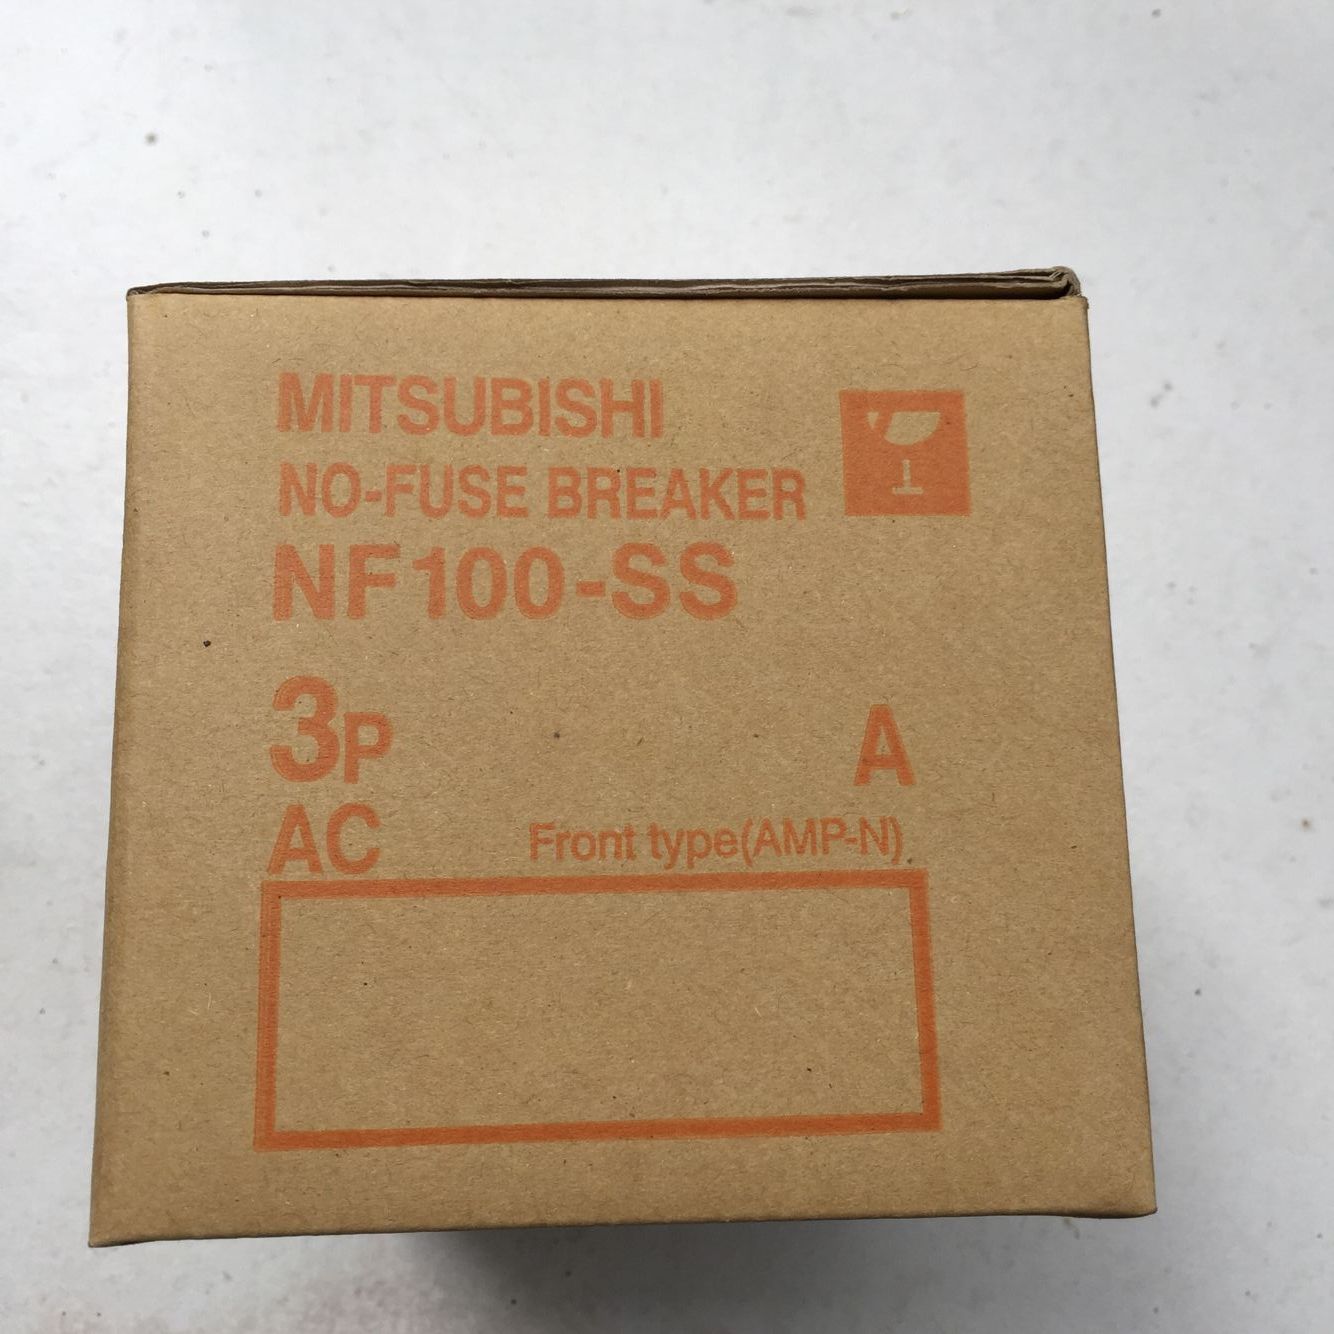 MITSUBISHI
NO-FUSE BREAKER
NF100-SS
3P A
AC Front type(AMP-N)